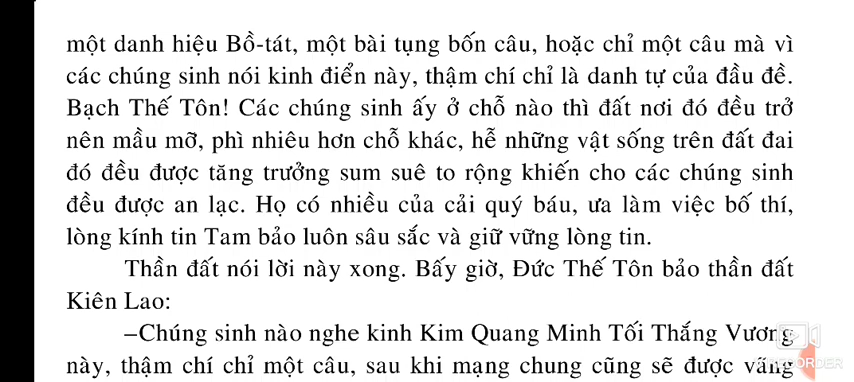 một danh hiệu Bồ-tát, một bài tụng bốn câu, hoặc chỉ một câu mà vì
các chúng sinh nói kinh điển này, thậm chí chỉ là danh tự của đầu đề.
Bạch Thế Tôn! Các chúng sinh ấy ở chỗ nào thì đất nơi đó đều trở
nên mầu mỡ, phì nhiêu hơn chỗ khác, hễ những vật sống trên đất đai
đó đều được tăng trưởng sum suê to rộng khiến cho các chúng sinh
đều được an lạc. Họ có nhiều của cải quý báu, ưa làm việc bố thí,
lòng kính tin Tam bảo luôn sâu sắc và giữ vững lòng tin.
Thần đất nói lời này xong. Bấy giờ, Đức Thế Tôn bảo thần đất
Kiên Lao:
–Chúng sinh nào nghe kinh Kim Quang Minh Tối Thắng Vương
này, thậm chí chỉ một câu, sau khi mạng chung cũng sẽ được vãng